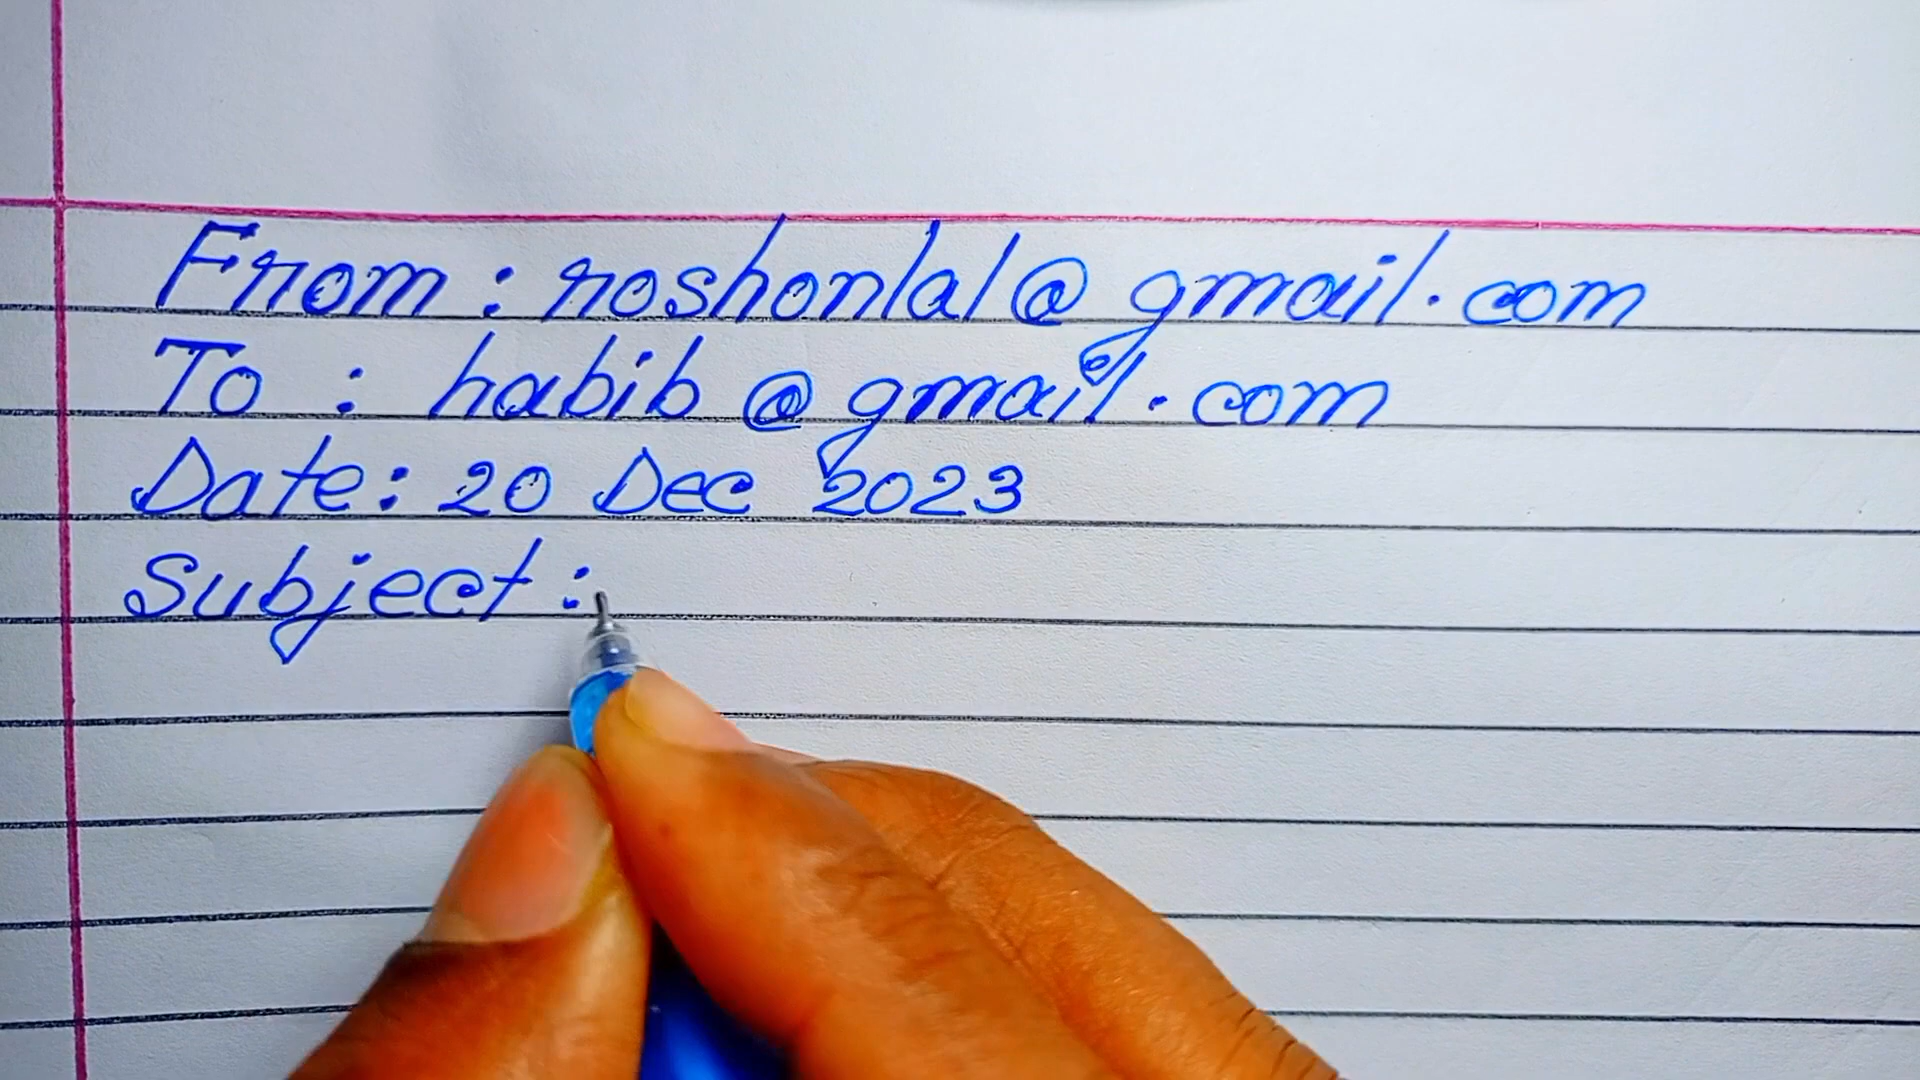 From : roshonlal@gmail.com
To : habib@gmail.com
Date: 20 Dec 2023
Subject :